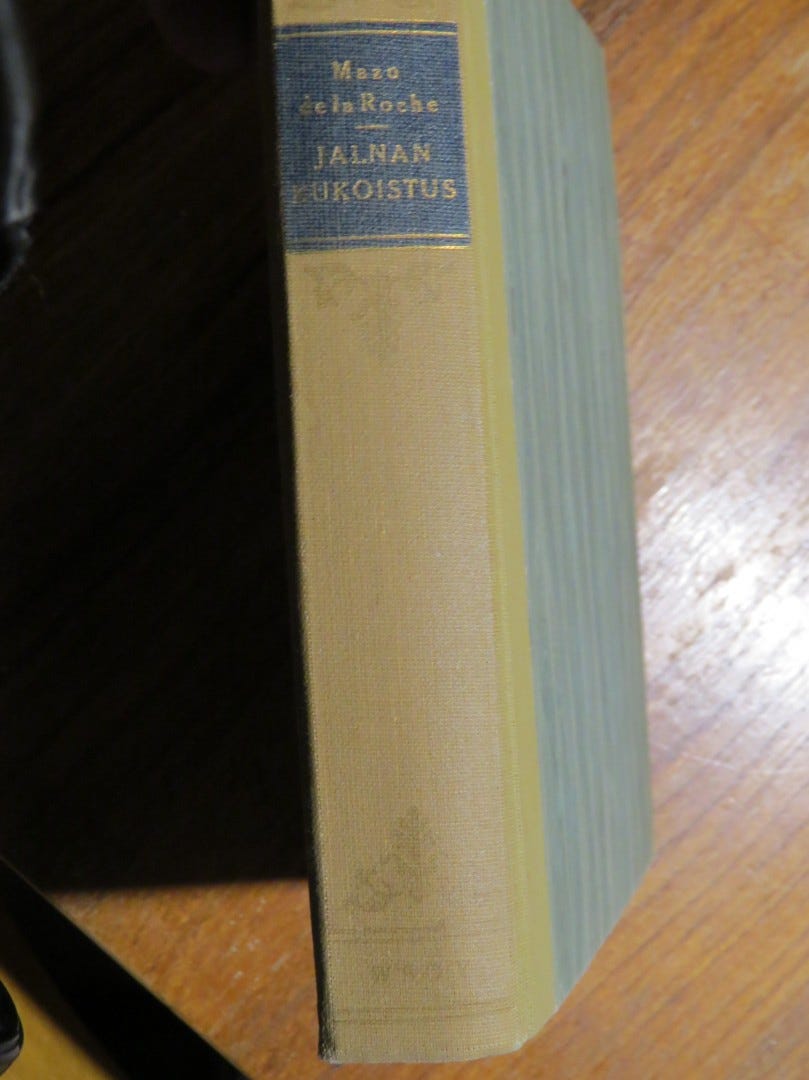 Mazo
de la Roche
JALNAN
KUKOISTUS